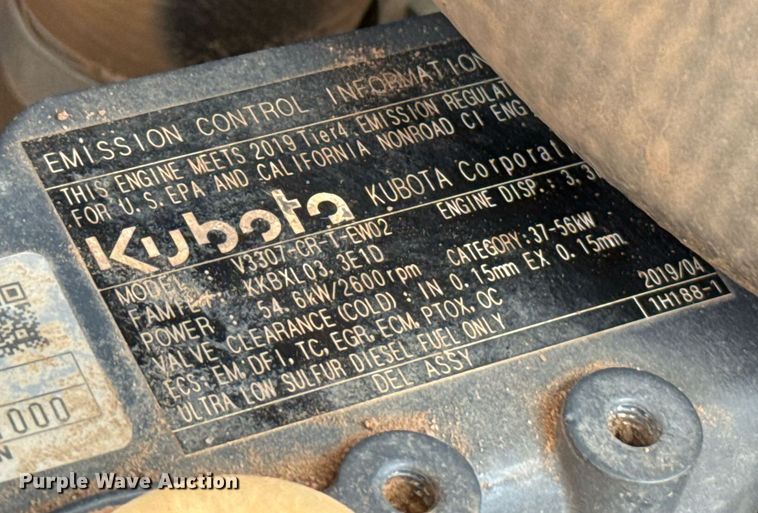 EMISSION CONTROL INFORMATION
THIS ENGINE MEETS 2019 Tier4 EMISSION
FOR U.S.EPA AND CALIFORNIA NONROAD CI
Kubota KUBOTA
MODEL : V3307-CR-T-EW02 ENGINE DISP.: 3.3
FAMILY : KKBXL03.3E1D
POWER : 54.6kW/2600rpm CATEGORY:37-56kW
VALVE CLEARANCE(COLD): IN 0.15mm EX 0.15mm
ECS: EM,DFI,TC,EGR,ECM,PTOX,OC 2019/04
ULTRA LOW SULFUR DIESEL FUEL ONLY 1H188-1
DEL ASSY
000
N
Purple Wave Auction